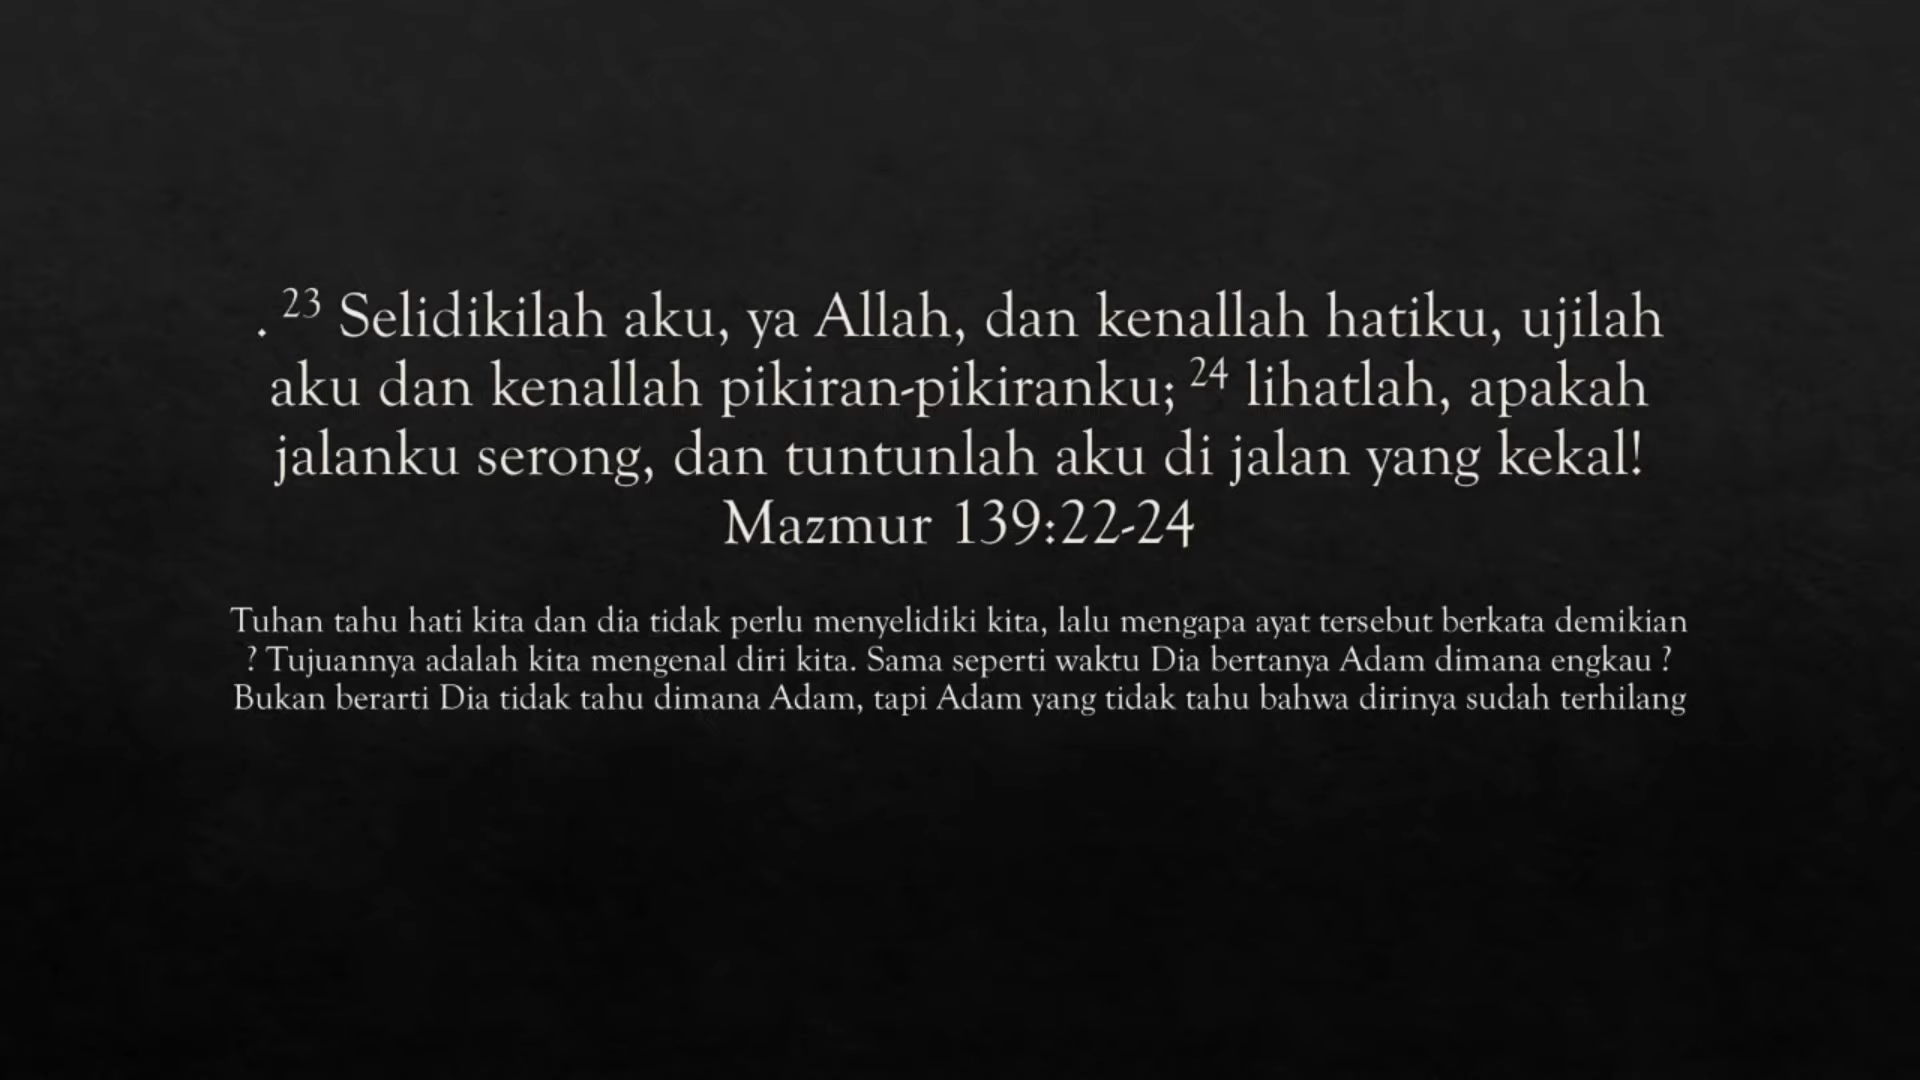 . 23 Selidikilah aku, ya Allah, dan kenallah hatiku, ujilah
aku dan kenallah pikiran-pikiranku; 24 lihatlah, apakah
jalanku serong, dan tuntunlah aku di jalan yang kekal!
Mazmur 139:22-24
Tuhan tahu hati kita dan dia tidak perlu menyelidiki kita, lalu mengapa ayat tersebut berkata demikian
? Tujuannya adalah kita mengenal diri kita. Sama seperti waktu Dia bertanya Adam dimana engkau ?
Bukan berarti Dia tidak tahu dimana Adam, tapi Adam yang tidak tahu bahwa dirinya sudah terhilang